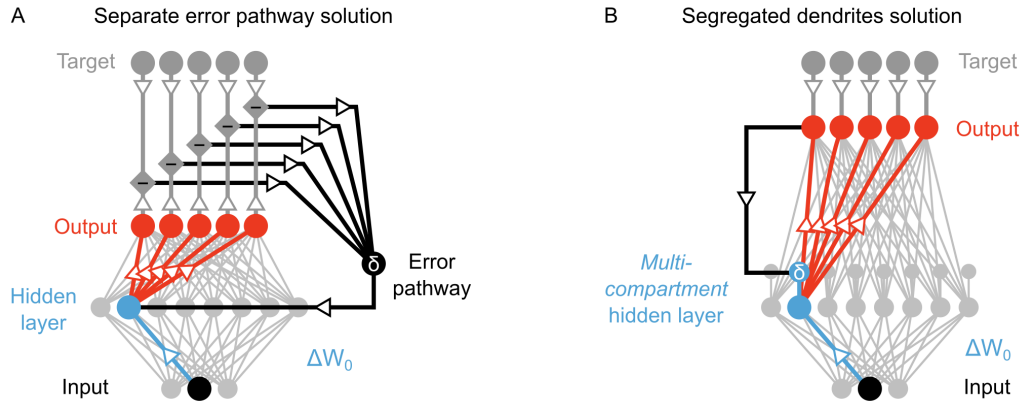 A
Separate error pathway solution
Target
–
–
–
–
–
Output
δ
Error
pathway
Hidden
layer
ΔW₀
Input
B
Segregated dendrites solution
Target
Output
δ
Multi-
compartment
hidden layer
ΔW₀
Input